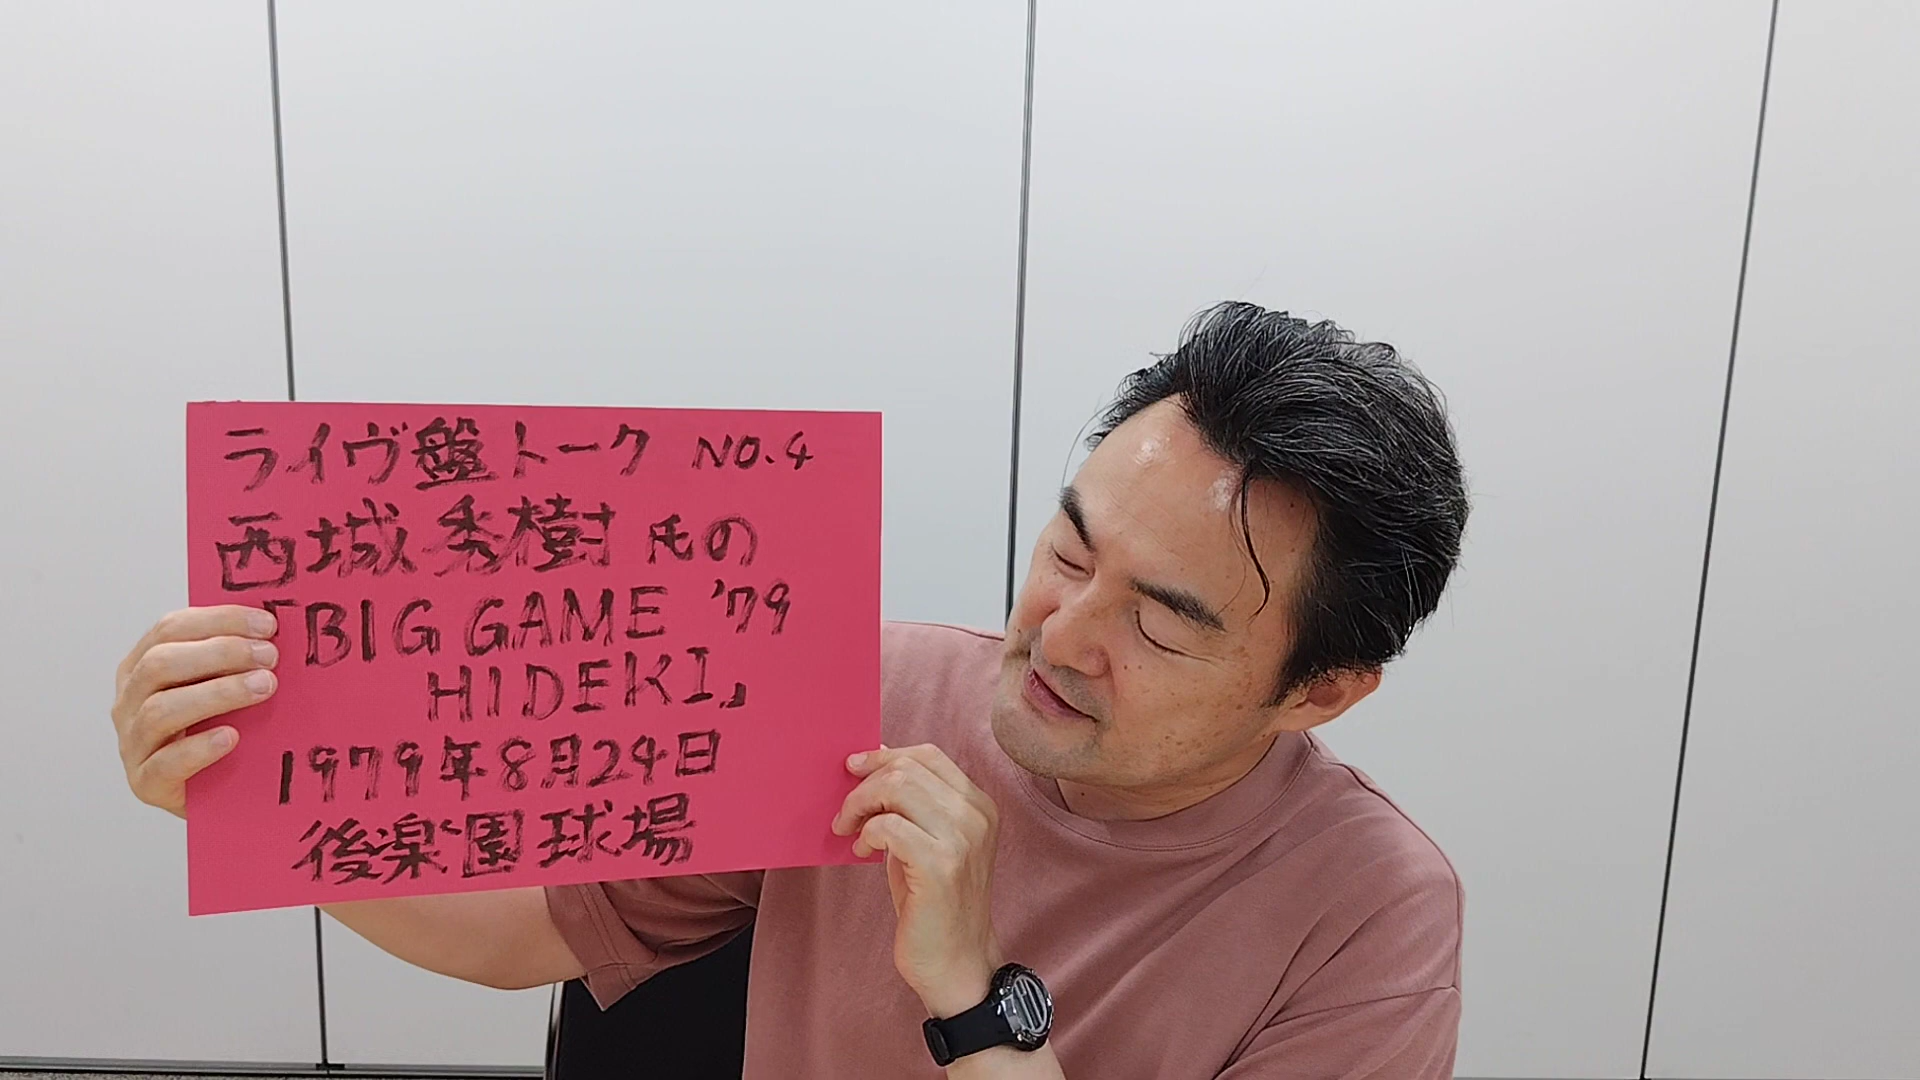 ライヴ盤トーク NO.4
西城秀樹氏の
「BIG GAME '79
HIDEKI」
1979年8月24日
後楽園球場